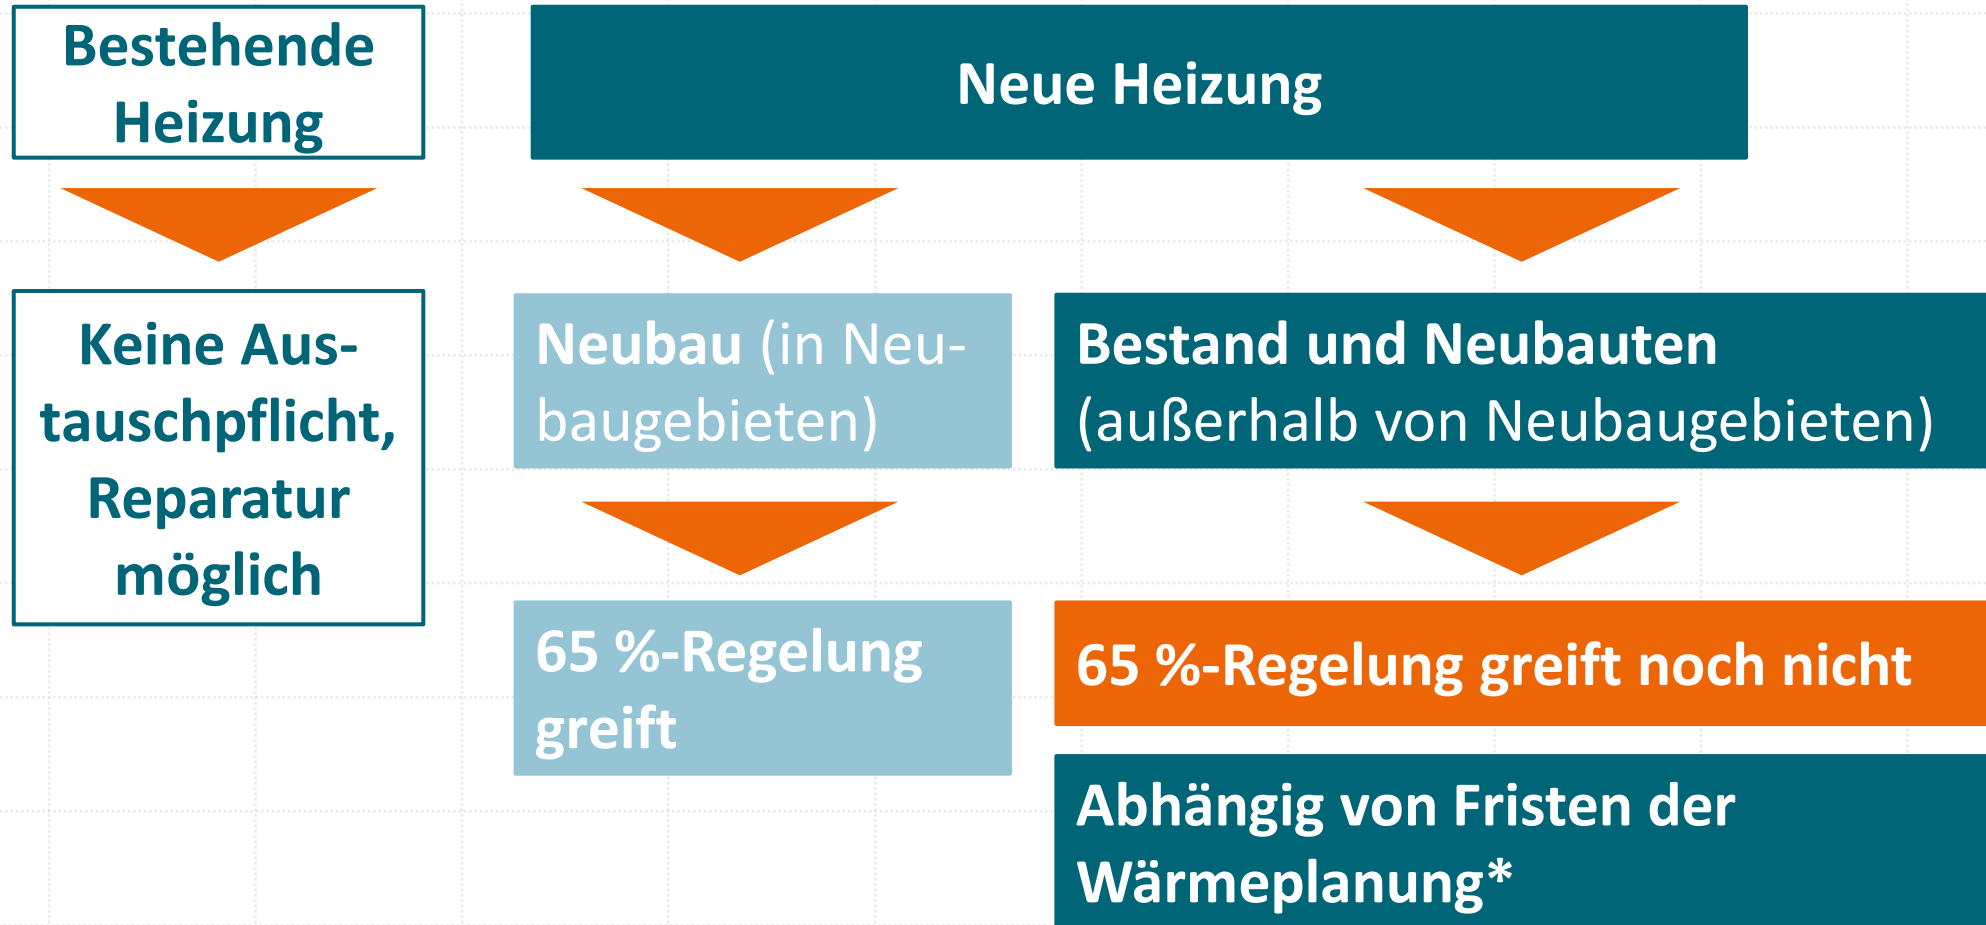 Bestehende
Heizung
Neue Heizung
Keine Aus-
tauschpflicht,
Reparatur
möglich
Neubau (in Neu-
baugebieten)
65 %-Regelung
greift
Bestand und Neubauten
(außerhalb von Neubaugebieten)
65 %-Regelung greift noch nicht
Abhängig von Fristen der
Wärmeplanung*